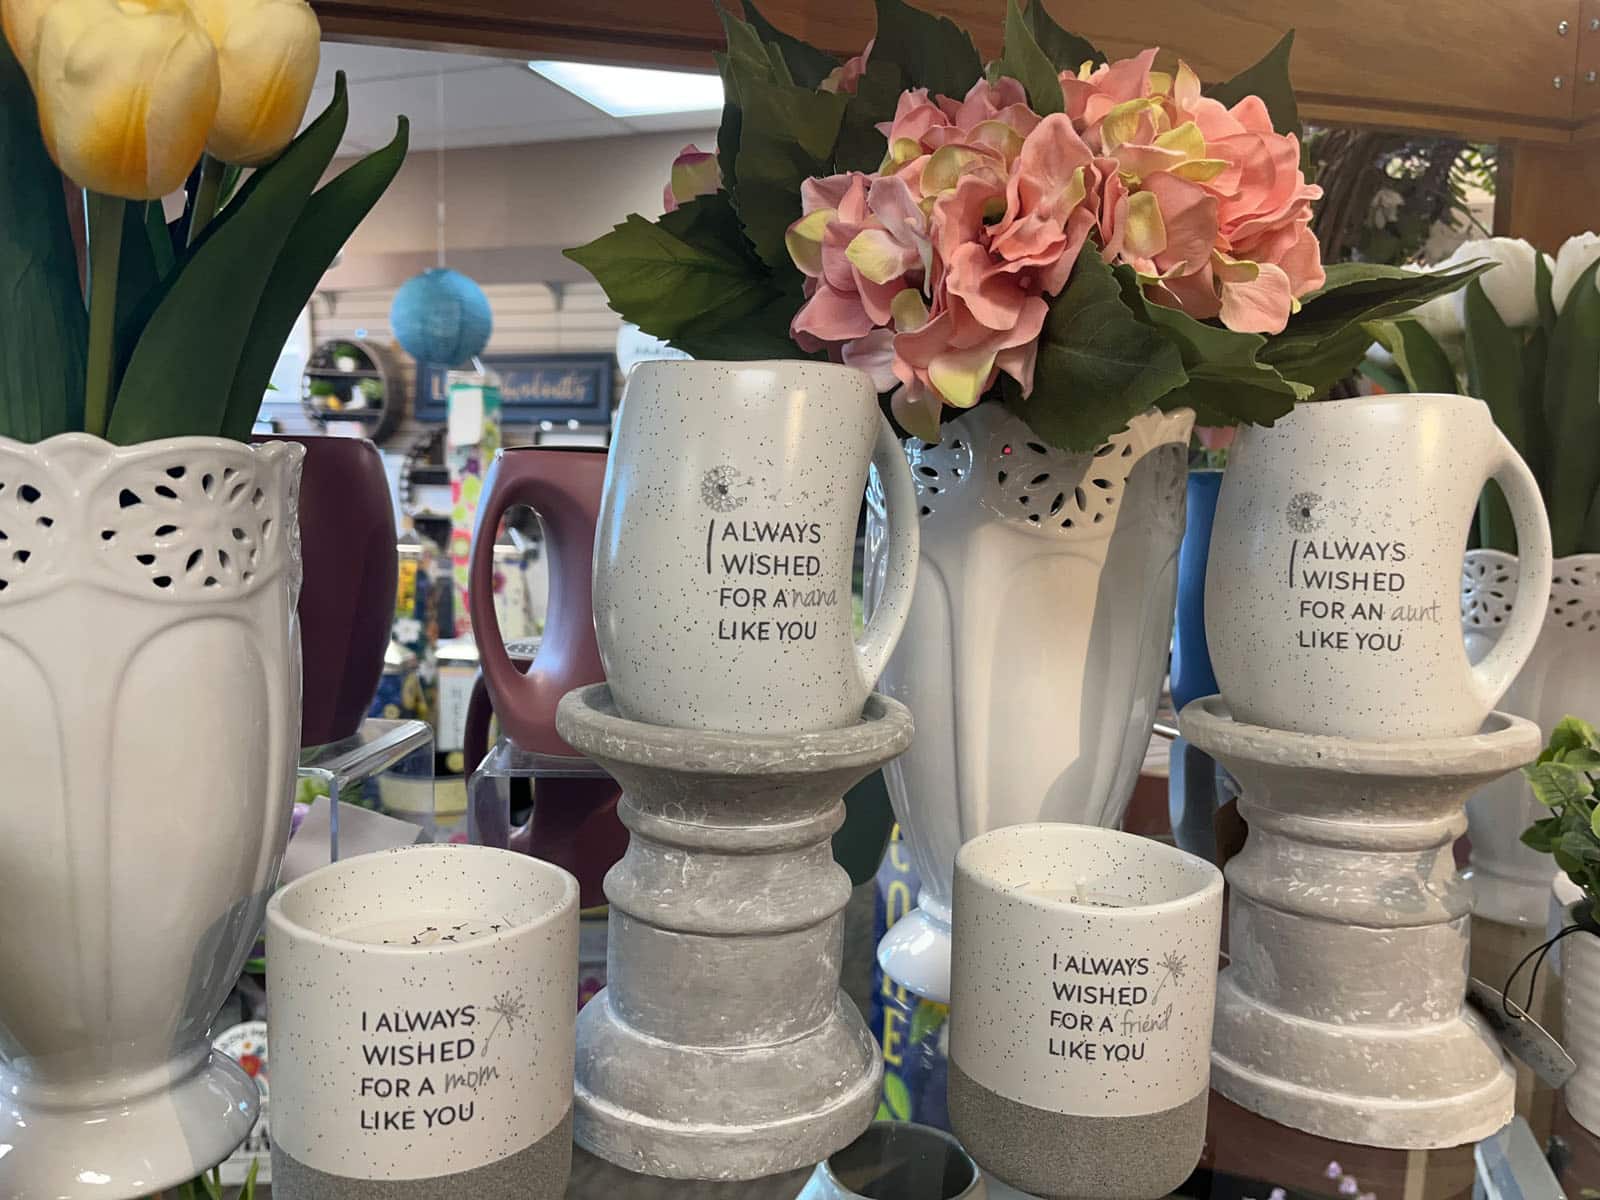 I ALWAYS
WISHED
FOR A nana
LIKE YOU
I ALWAYS
WISHED
FOR AN aunt
LIKE YOU
I ALWAYS
WISHED
FOR A mom
LIKE YOU
I ALWAYS
WISHED
FOR A friend
LIKE YOU